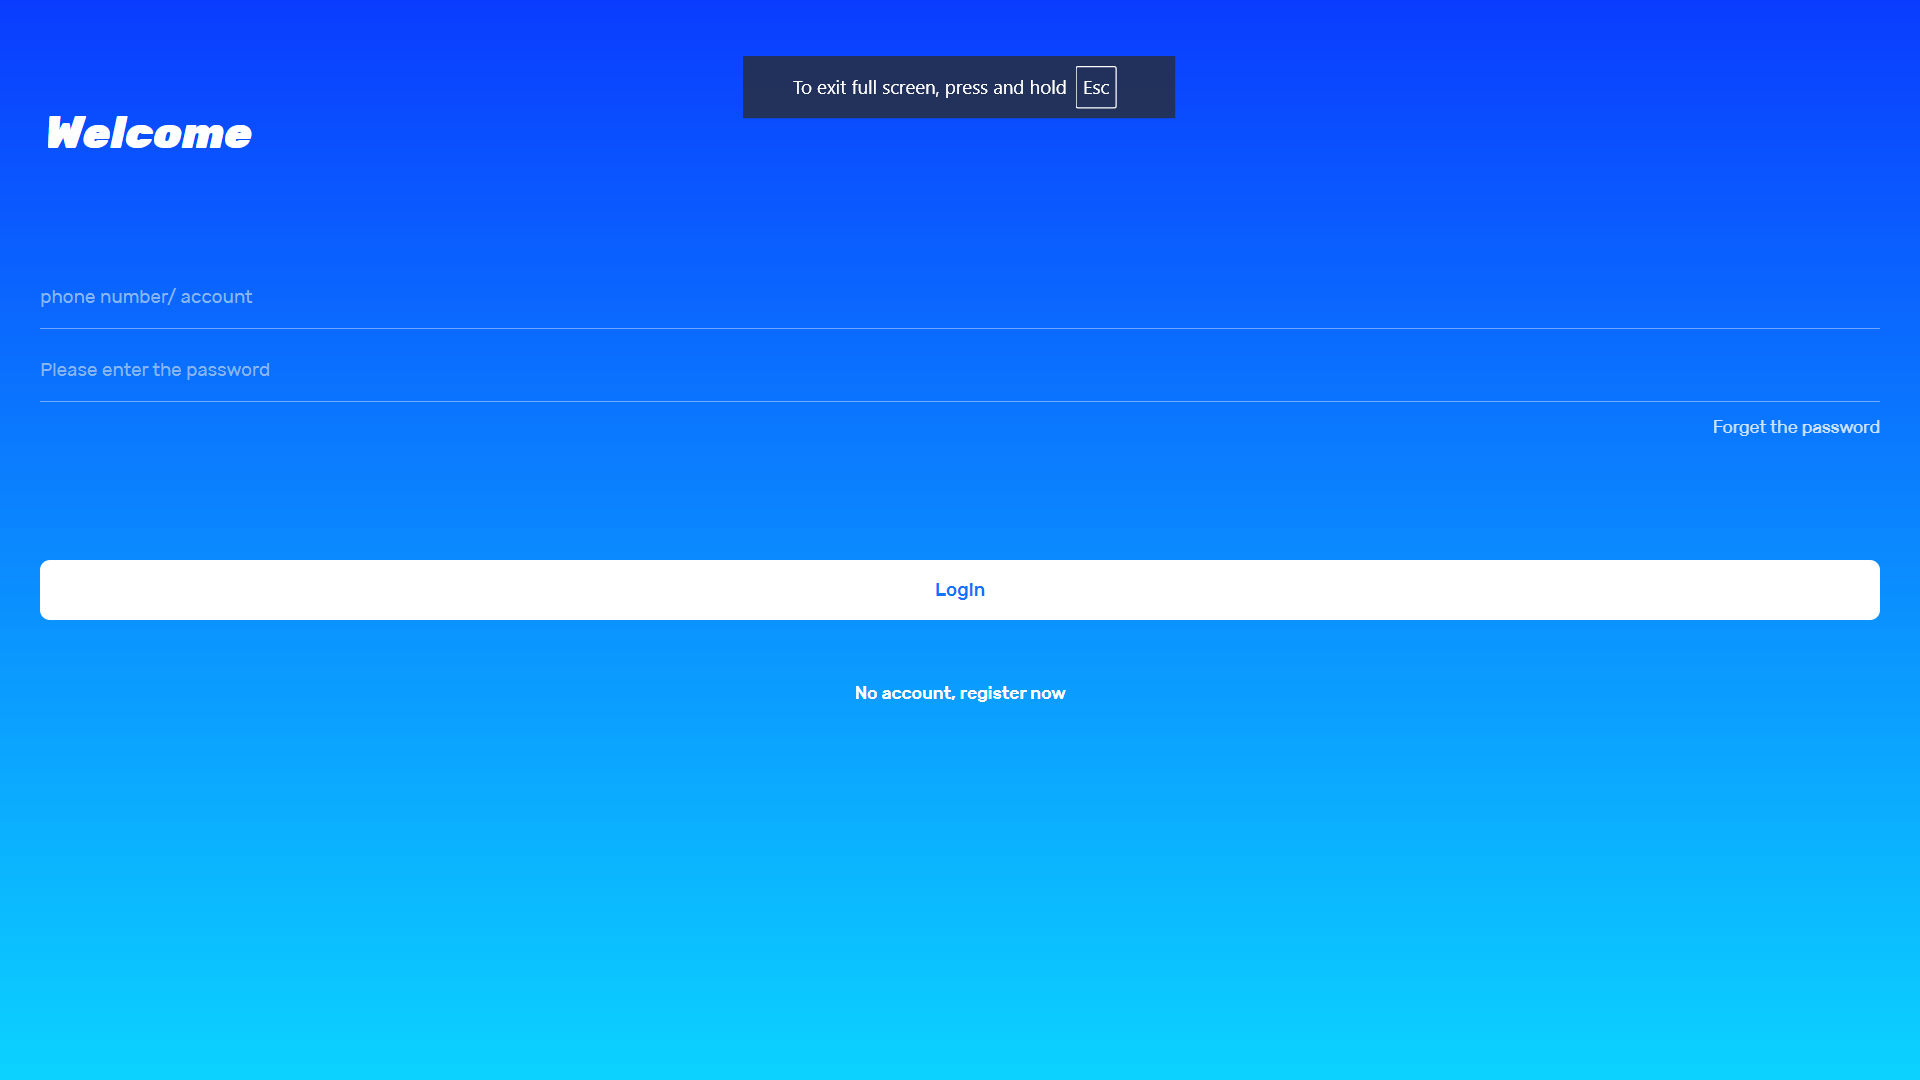 To exit full screen, press and hold Esc
Welcome
phone number/ account
Please enter the password
Forget the password
LogIn
No account, register now